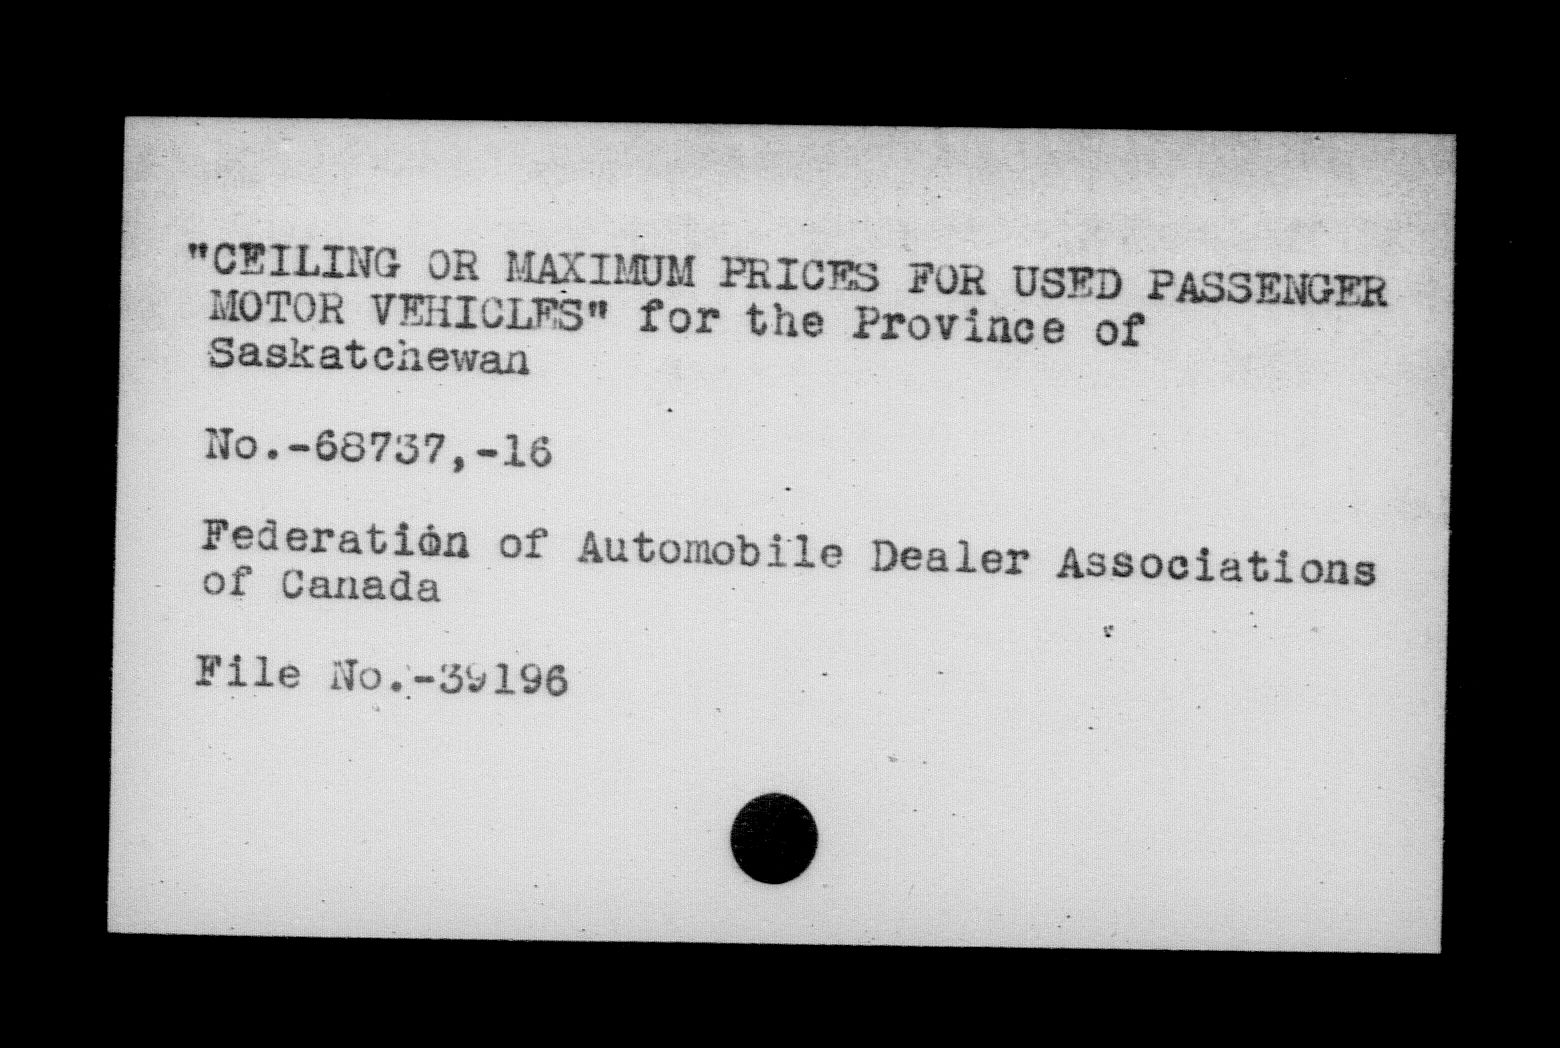 "CEILING OR MAXIMUM PRICES FOR USED PASSENGER
MOTOR VEHICLES" for the Province of
Saskatchewan
No.-68737,-16
Federation of Automobile Dealer Associations
of Canada
File No.-39196